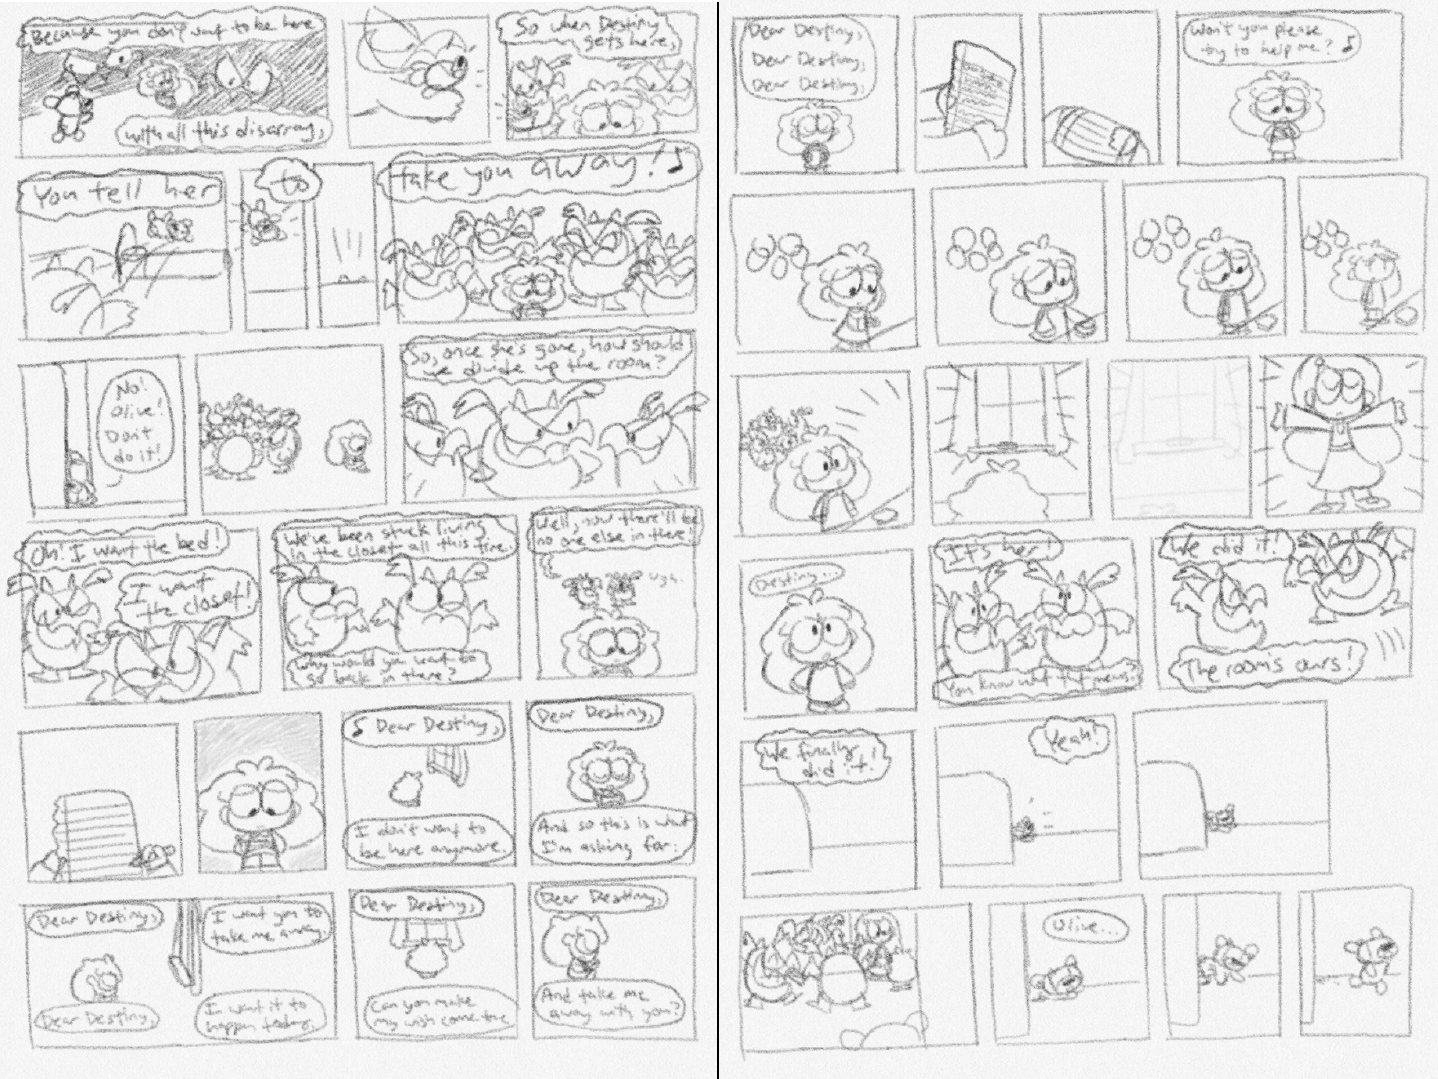 Because you don't want to be here
with all this disarray,
So when Destiny
gets here,
You tell her
to
take you away!♪
No!
Olive!
Don't
do it!
So, once she's gone, how should
we divide up the room?
Oh! I want the bed!
I want
the closet!
We've been stuck living
in the closet all this time.
Why would you want to
go back in there?
Well, now there'll be
no one else in there!
Ugh.
♪ Dear Destiny,
I don't want to
be here anymore.
Dear Destiny,
And so this is what
I'm asking for:
Dear Destiny,
Dear Destiny,
I want you to
take me away.
I want it to
happen today.
Dear Destiny,
Can you make
my wish come true
Dear Destiny,
And take me
away with you?
Dear Destiny,
Dear Destiny,
Dear Destiny,
Won't you please
try to help me? ♪
Destiny...
It's her!
You know what that means?
We did it!
The room's ours!
We finally
did it!
Yeah!
Olive...